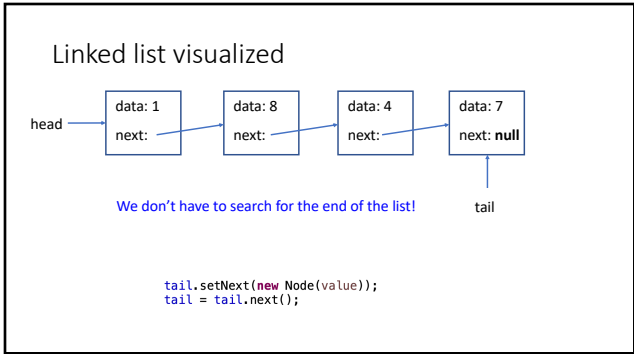 Linked list visualized
head
data: 1
next:
data: 8
next:
data: 4
next:
data: 7
next: null
We don't have to search for the end of the list!
tail
tail.setNext(new Node(value));
tail = tail.next();